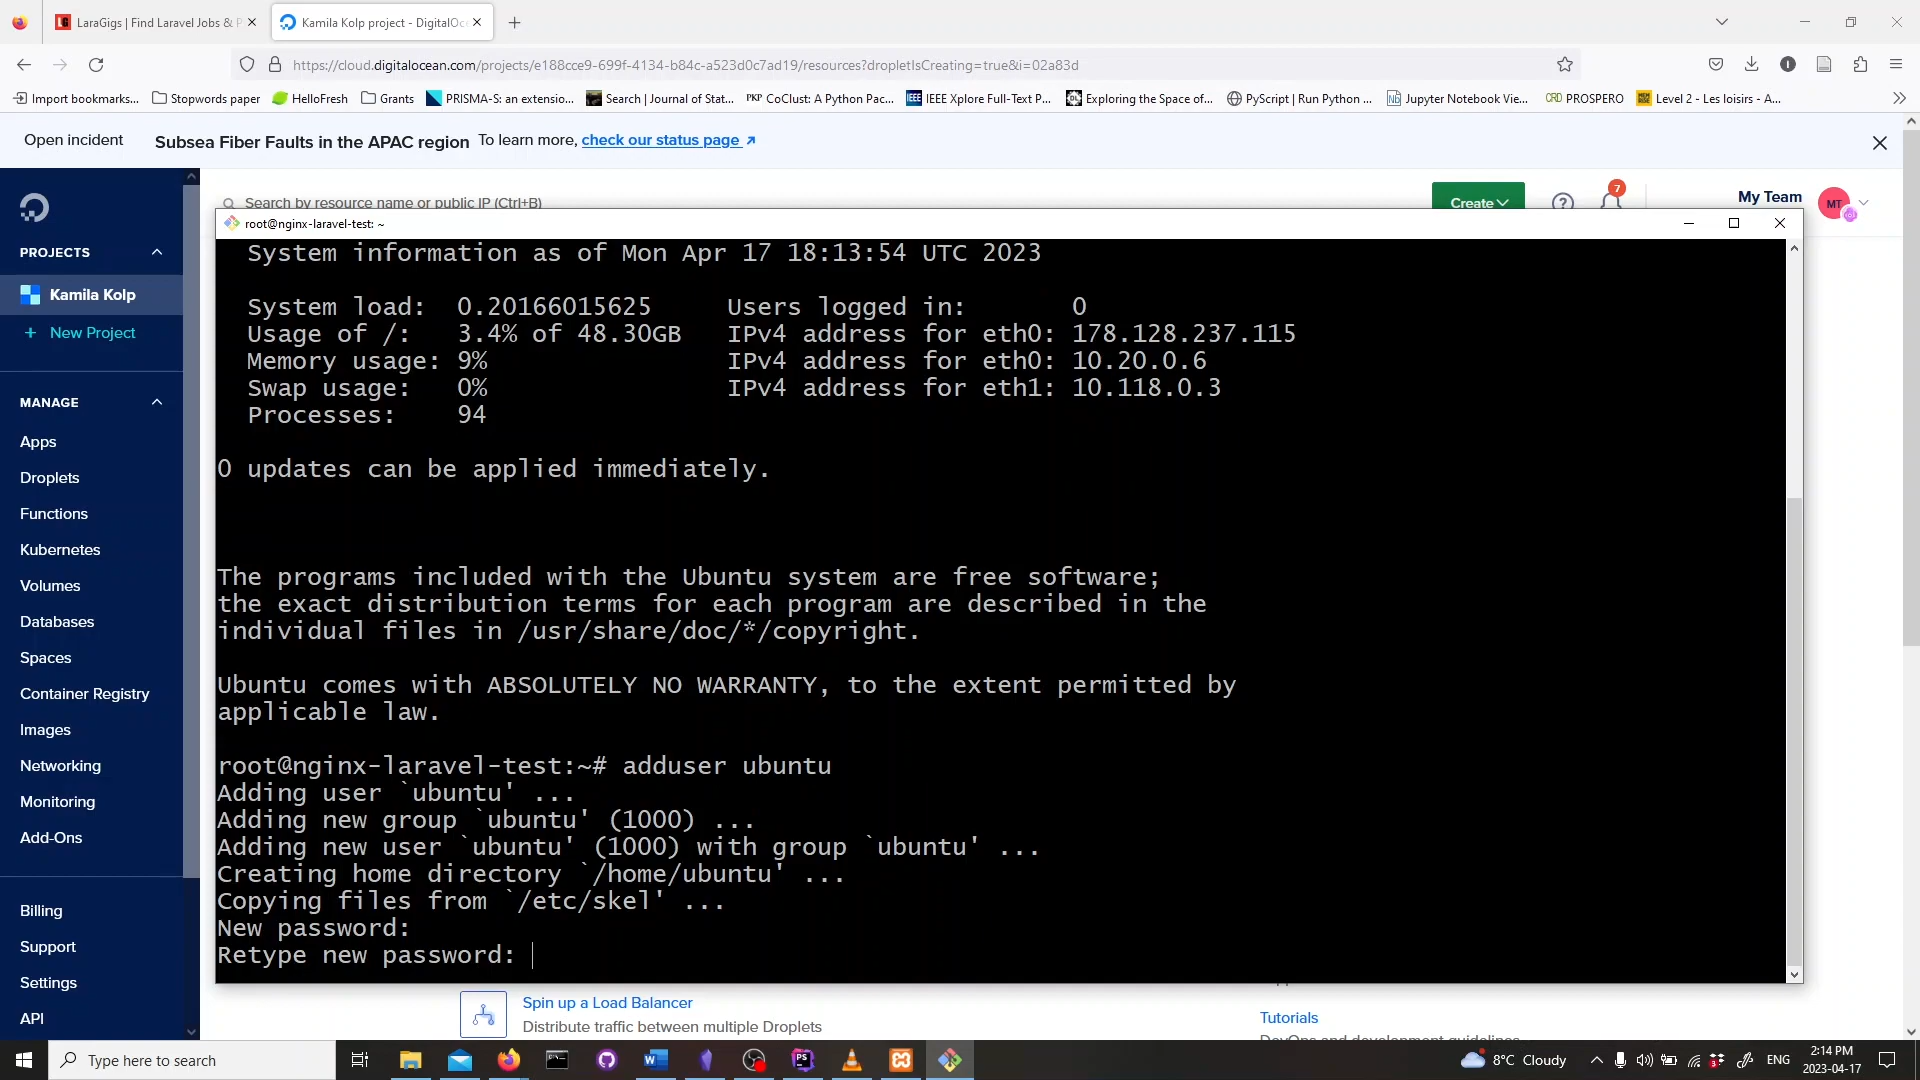 LaraGigs | Find Laravel Jobs & P
Kamila Kolp project - DigitalOc
https://cloud.digitalocean.com/projects/e188cce9-699f-4134-b84c-a523d0c7ad19/resources?dropletIsCreating=true&i=02a83d
Import bookmarks...
Stopwords paper
HelloFresh
Grants
PRISMA-S: an extensio...
Search | Journal of Stat...
PKP CoClust: A Python Pac...
IEEE IEEE Xplore Full-Text P...
Exploring the Space of...
PyScript | Run Python ...
Jupyter Notebook Vie...
CRD PROSPERO
Level 2 - Les loisirs - A...
Open incident
Subsea Fiber Faults in the APAC region To learn more, check our status page
Search by resource name or public IP (Ctrl+B)
Create
7
My Team
MT
PROJECTS
Kamila Kolp
+ New Project
MANAGE
Apps
Droplets
Functions
Kubernetes
Volumes
Databases
Spaces
Container Registry
Images
Networking
Monitoring
Add-Ons
Billing
Support
Settings
API
root@nginx-laravel-test: ~
System information as of Mon Apr 17 18:13:54 UTC 2023
System load: 0.20166015625 Users logged in: 0
Usage of /: 3.4% of 48.30GB IPv4 address for eth0: 178.128.237.115
Memory usage: 9% IPv4 address for eth0: 10.20.0.6
Swap usage: 0% IPv4 address for eth1: 10.118.0.3
Processes: 94
0 updates can be applied immediately.
The programs included with the Ubuntu system are free software;
the exact distribution terms for each program are described in the
individual files in /usr/share/doc/*/copyright.
Ubuntu comes with ABSOLUTELY NO WARRANTY, to the extent permitted by
applicable law.
root@nginx-laravel-test:~# adduser ubuntu
Adding user `ubuntu' ...
Adding new group `ubuntu' (1000) ...
Adding new user `ubuntu' (1000) with group `ubuntu' ...
Creating home directory `/home/ubuntu' ...
Copying files from `/etc/skel' ...
New password:
Retype new password:
Spin up a Load Balancer
Distribute traffic between multiple Droplets
Tutorials
DevOps and development guidelines
Type here to search
8°C Cloudy
ENG
2:14 PM
2023-04-17